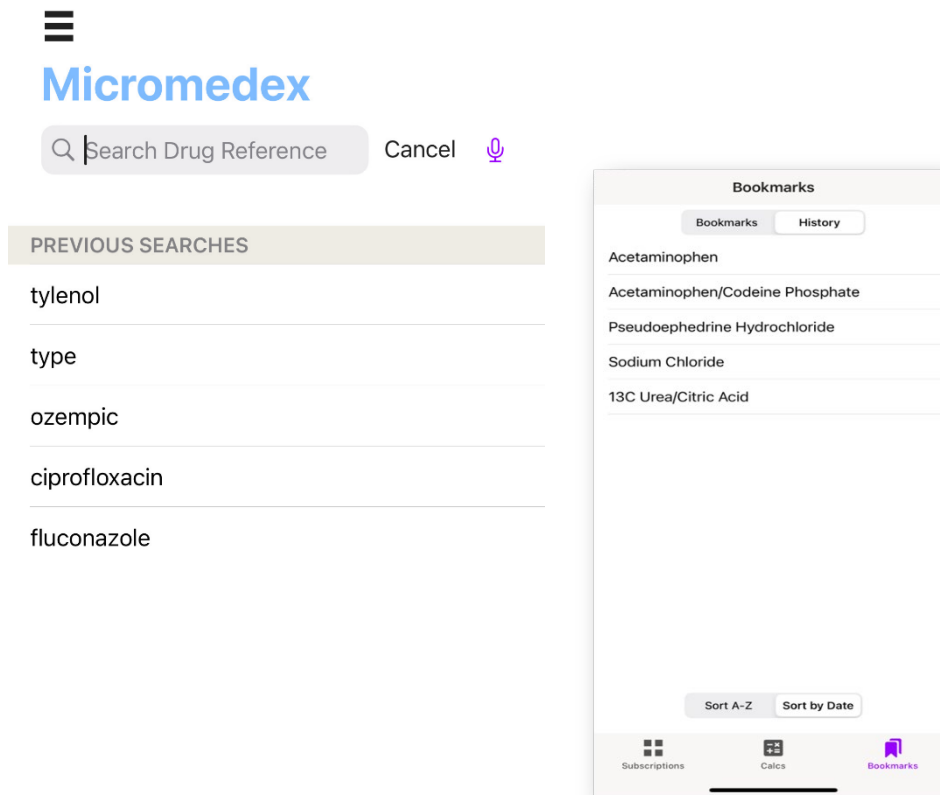 Micromedex
Search Drug Reference Cancel
PREVIOUS SEARCHES
tylenol
type
ozempic
ciprofloxacin
fluconazole
Bookmarks
Bookmarks History
Acetaminophen
Acetaminophen/Codeine Phosphate
Pseudoephedrine Hydrochloride
Sodium Chloride
13C Urea/Citric Acid
Sort A-Z Sort by Date
Subscriptions Calcs Bookmarks